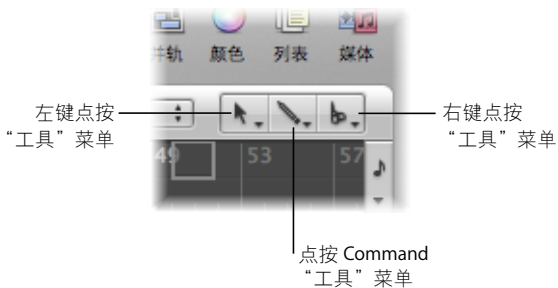 并轨 颜色 列表 媒体
左键点按
“工具”菜单
右键点按
“工具”菜单
49 53 57
点按 Command
“工具”菜单